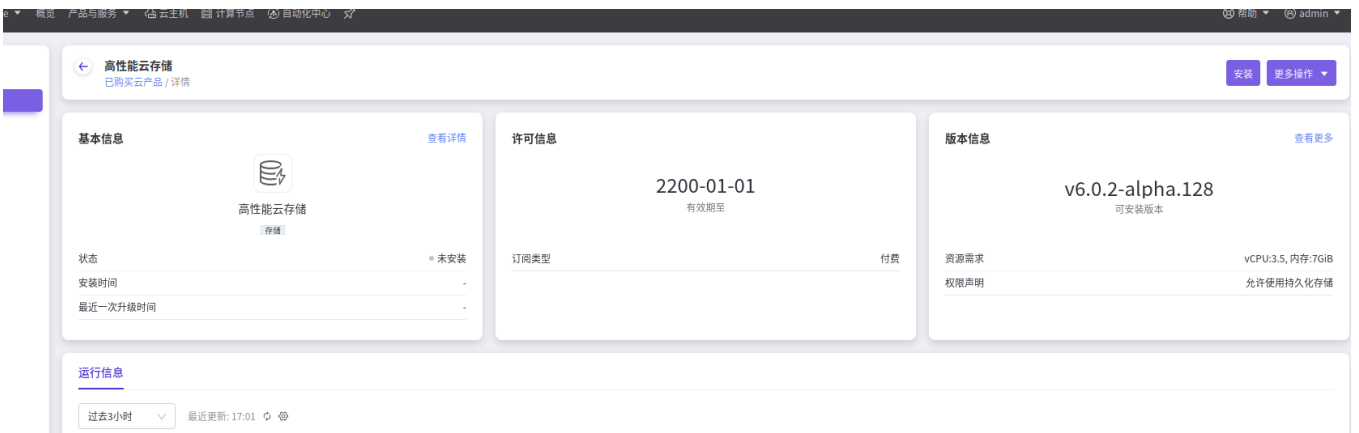 概览 产品与服务 云主机 计算节点 自动化中心 帮助 admin
高性能云存储
已购买云产品 / 详情
安装 更多操作
基本信息 查看详情
高性能云存储
存储
状态 未安装
安装时间 -
最近一次升级时间 -
许可信息
2200-01-01
有效期至
订阅类型 付费
版本信息 查看更多
v6.0.2-alpha.128
可安装版本
资源需求 vCPU:3.5, 内存:7GiB
权限声明 允许使用持久化存储
运行信息
过去3小时 最近更新: 17:01